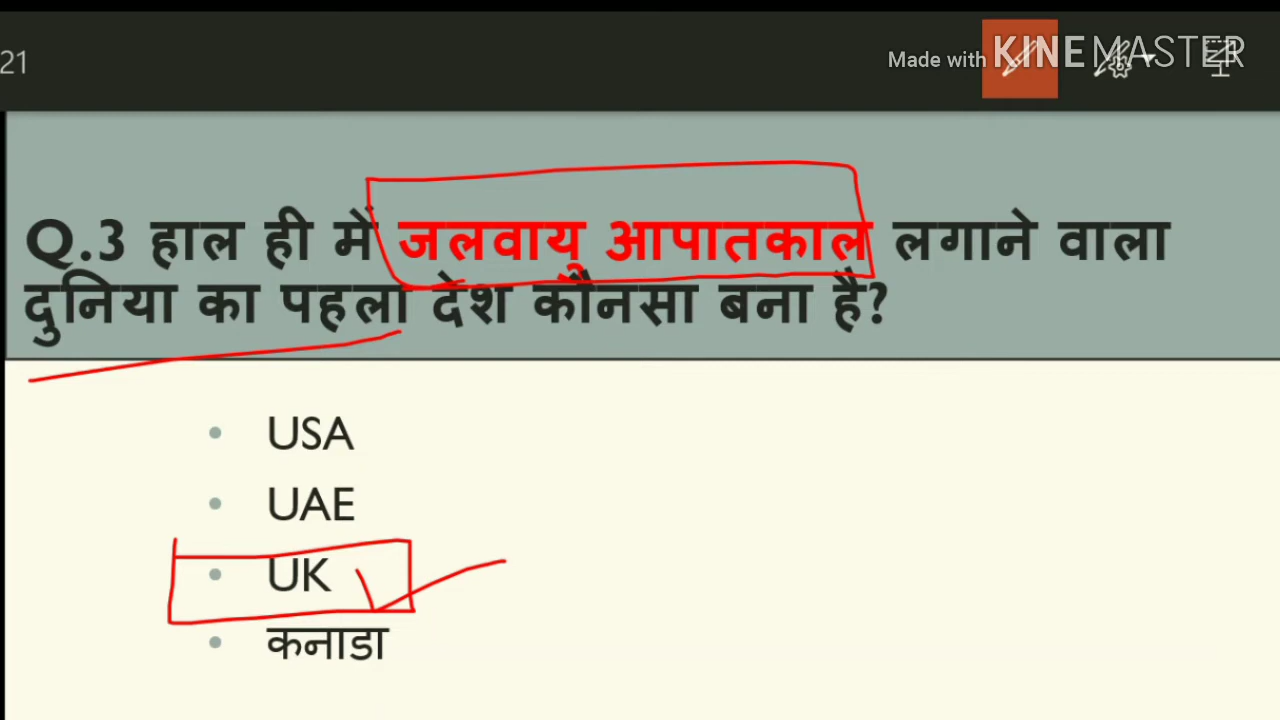 21
Made with KINEMASTER
Q.3 हाल ही में जलवायु आपातकाल लगाने वाला
दुनिया का पहला देश कौनसा बना है?
• USA
• UAE
• UK
• कनाडा